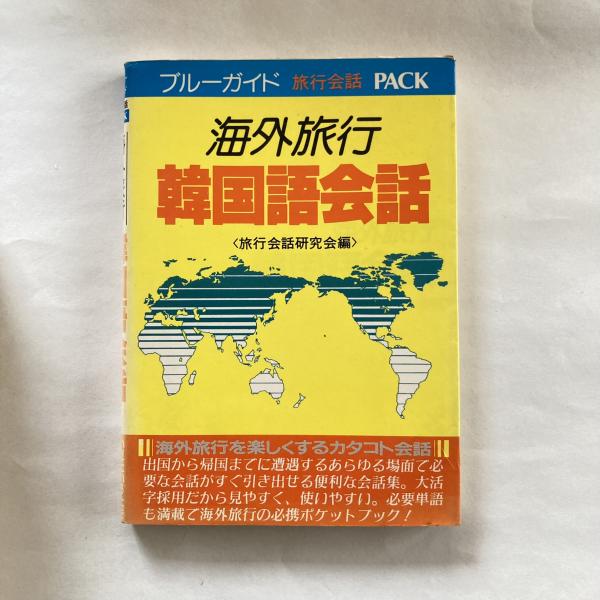 ブルーガイド 旅行会話 PACK
海外旅行
韓国語会話
〈旅行会話研究会編〉
海外旅行を楽しくするカタコト会話
出国から帰国までに遭遇するあらゆる場面で必
要な会話がすぐ引き出せる便利な会話集。大活
字採用だから見やすく、使いやすい。必要単語
も満載で海外旅行の必携ポケットブック！